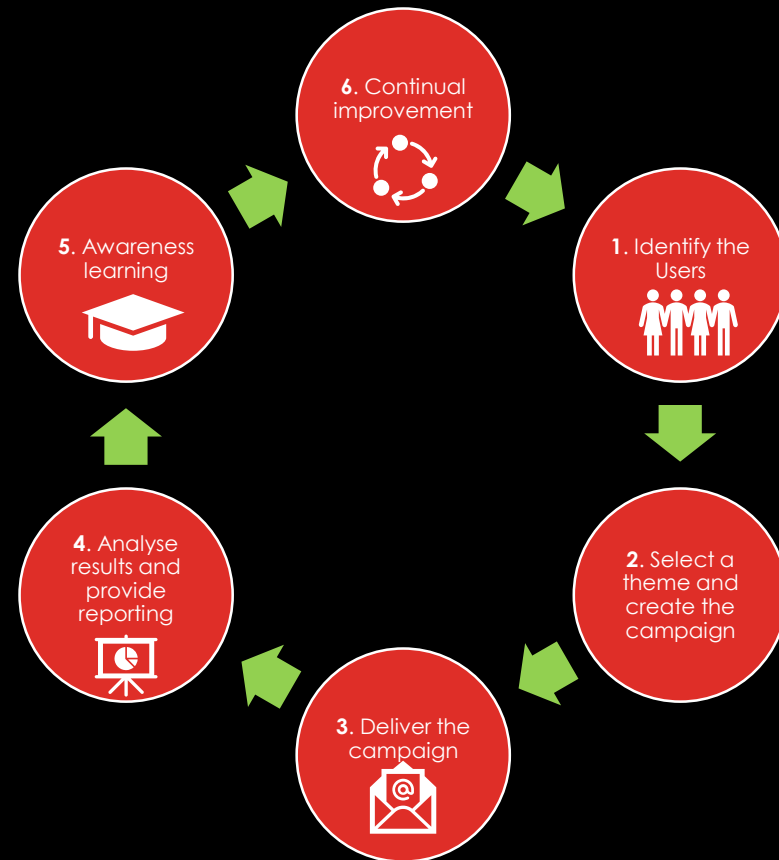 6. Continual
improvement
1. Identify the
Users
2. Select a
theme and
create the
campaign
3. Deliver the
campaign
@
4. Analyse
results and
provide
reporting
5. Awareness
learning